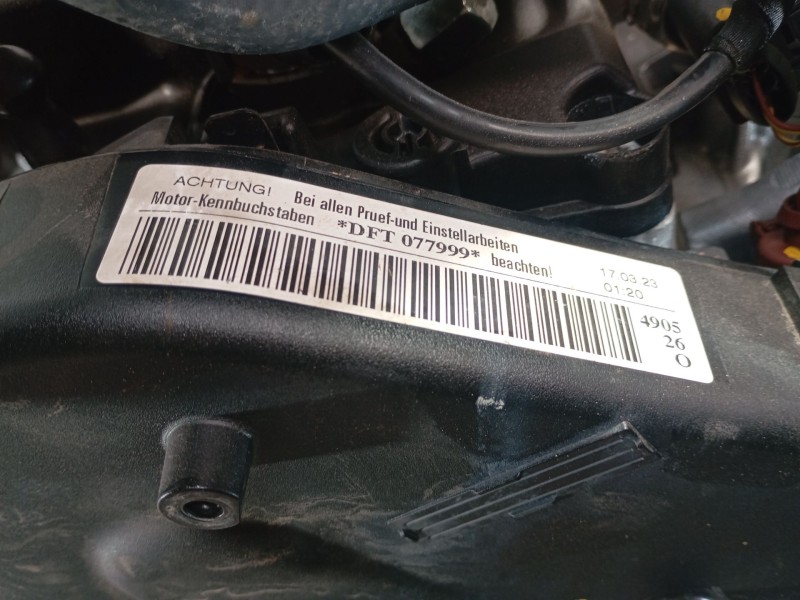 ACHTUNG! Bei allen Pruef-und Einstellarbeiten
Motor-Kennbuchstaben *DFT 077999* beachten!
17.03.23
01:20
4905
26
O